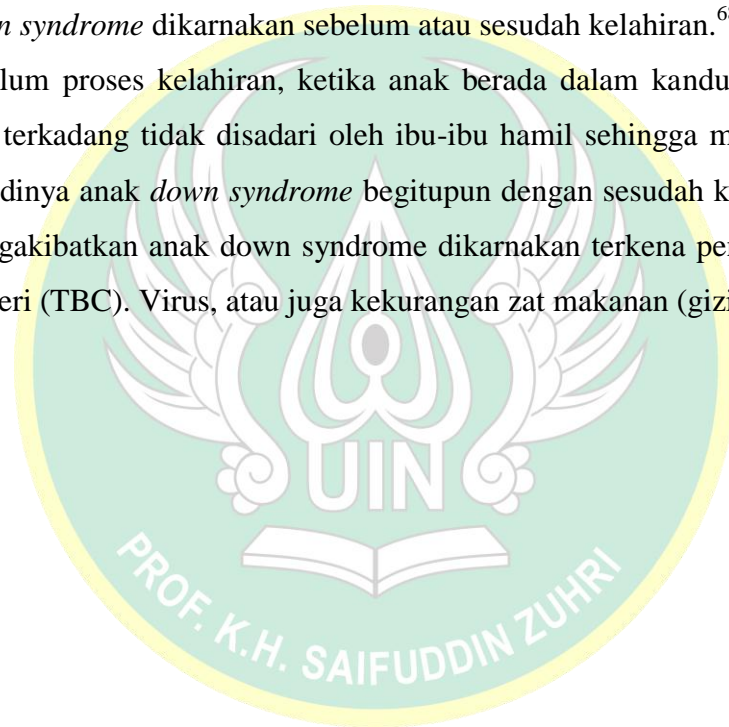 n syndrome dikarnakan sebelum atau sesudah kelahiran.68
lum proses kelahiran, ketika anak berada dalam kandu
terkadang tidak disadari oleh ibu-ibu hamil sehingga m
dinya anak down syndrome begitupun dengan sesudah k
gakibatkan anak down syndrome dikarnakan terkena pe
eri (TBC). Virus, atau juga kekurangan zat makanan (gizi
UIN
PROF. K.H. SAIFUDDIN ZUHRI